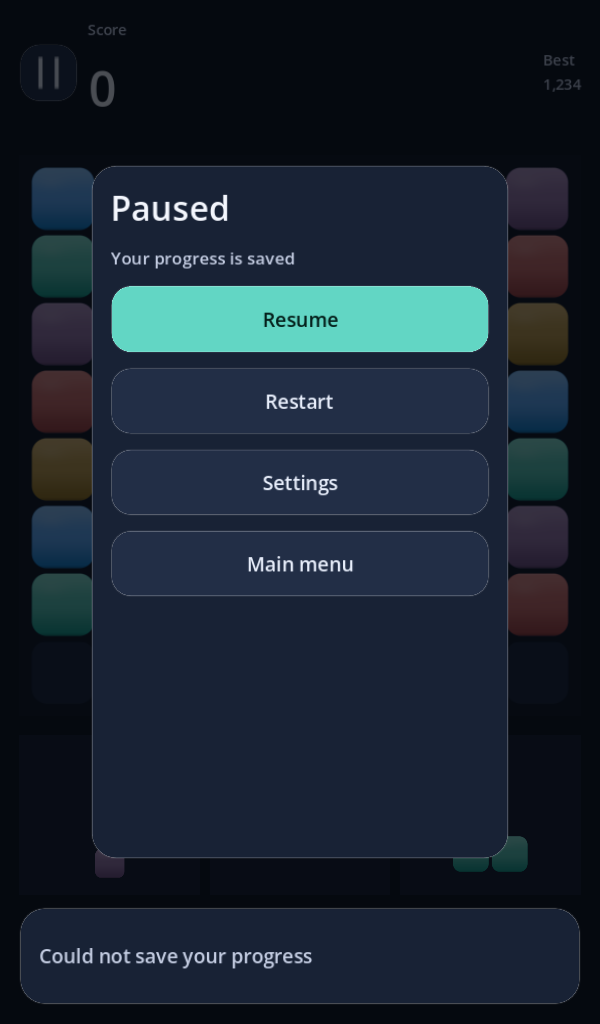 Score
0
Best
1,234
Paused
Your progress is saved
Resume
Restart
Settings
Main menu
Could not save your progress